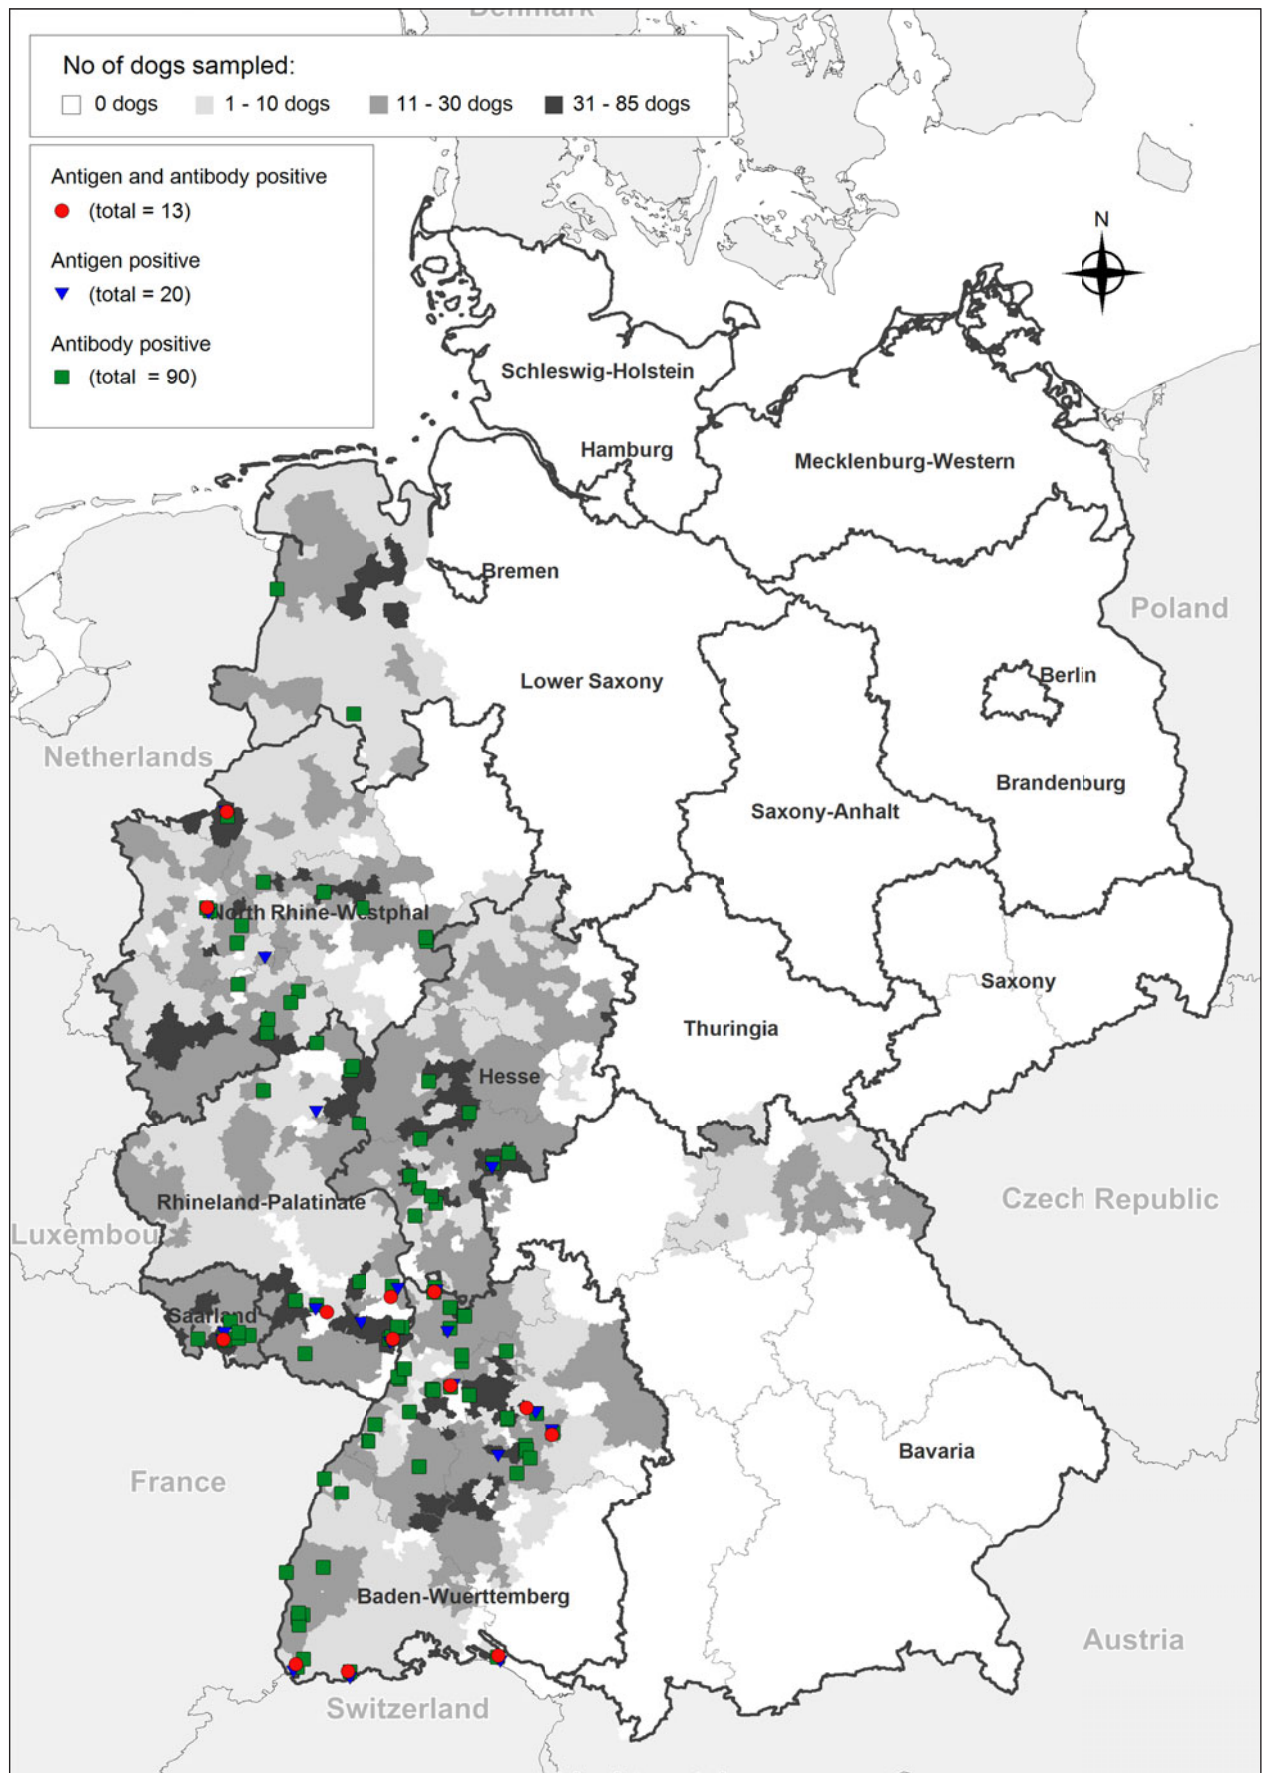 Denmark
No of dogs sampled:
0 dogs 1 - 10 dogs 11 - 30 dogs 31 - 85 dogs
Antigen and antibody positive
(total = 13)
Antigen positive
(total = 20)
Antibody positive
(total = 90)
N
Schleswig-Holstein
Hamburg
Mecklenburg-Western
Bremen
Poland
Lower Saxony
Berlin
Netherlands
Brandenburg
Saxony-Anhalt
North Rhine-Westphal
Saxony
Thuringia
Hesse
Rhineland-Palatinate
Czech Republic
Luxembou
Saarland
Bavaria
France
Baden-Wuerttemberg
Austria
Switzerland